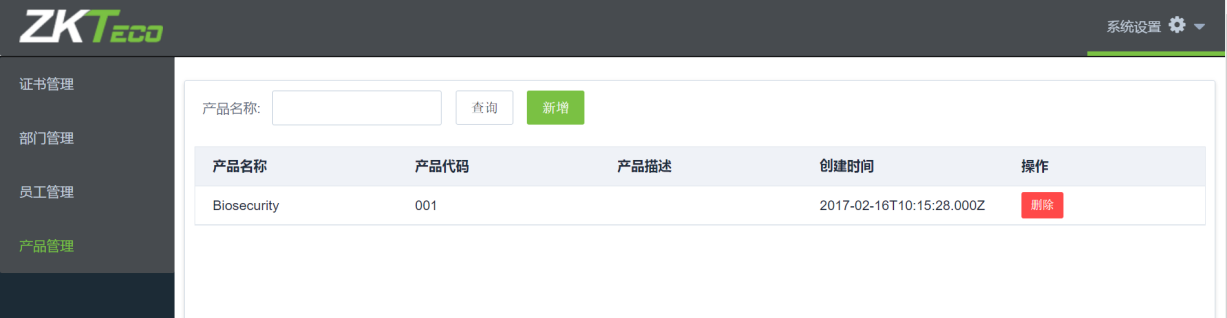 ZKTeco
系统设置
证书管理
部门管理
员工管理
产品管理
产品名称: 查询 新增
产品名称 产品代码 产品描述 创建时间 操作
Biosecurity 001 2017-02-16T10:15:28.000Z 删除